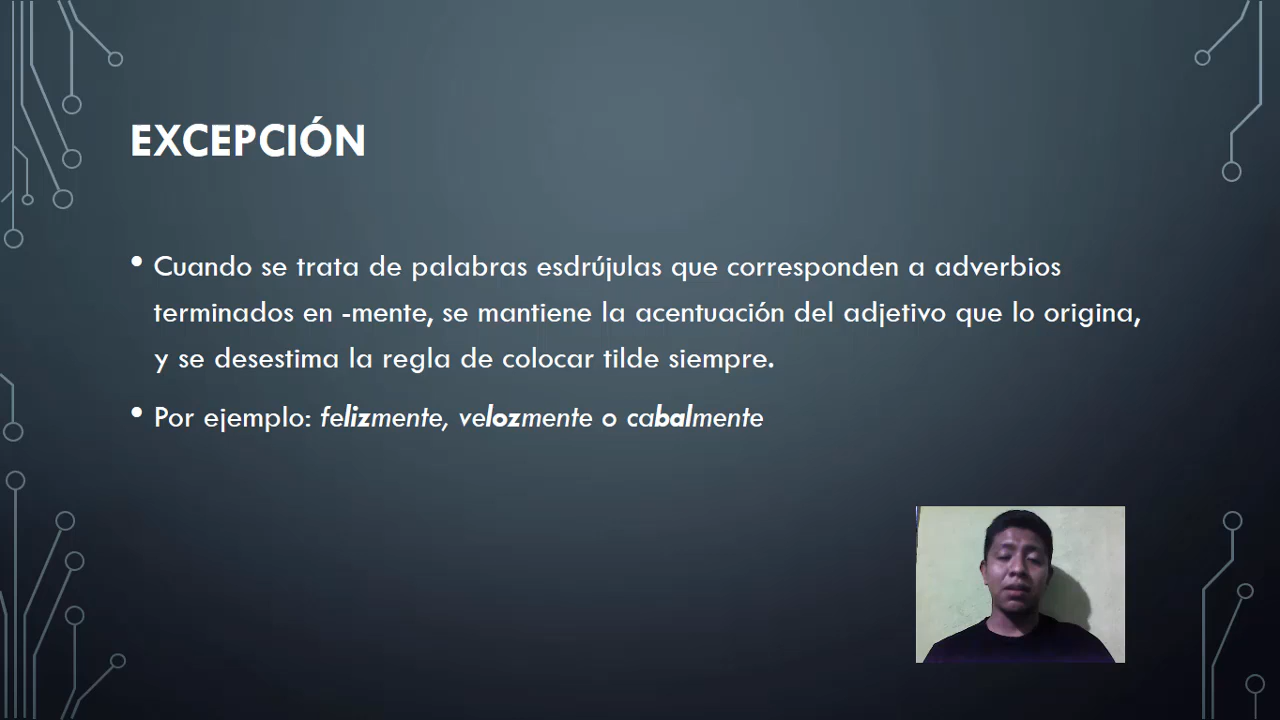 EXCEPCIÓN
• Cuando se trata de palabras esdrújulas que corresponden a adverbios
terminados en -mente, se mantiene la acentuación del adjetivo que lo origina,
y se desestima la regla de colocar tilde siempre.
• Por ejemplo: felizmente, velozmente o cabalmente